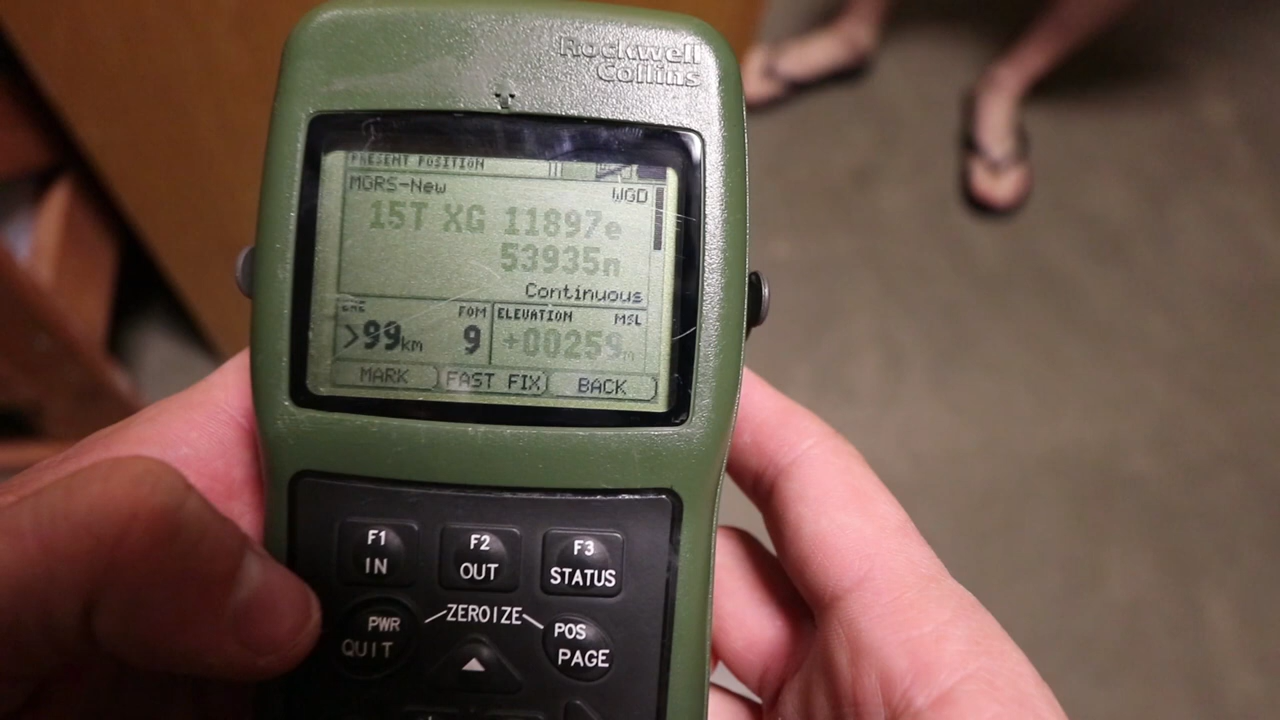 Rockwell
Collins
PRESENT POSITION
MGRS-New
WGD
15T XG 11897e
53935n
Continuous
>99km
FOM
9
ELEVATION MSL
+00259m
MARK
FAST FIX
BACK
F1
IN
F2
OUT
F3
STATUS
PWR
QUIT
ZEROIZE
POS
PAGE